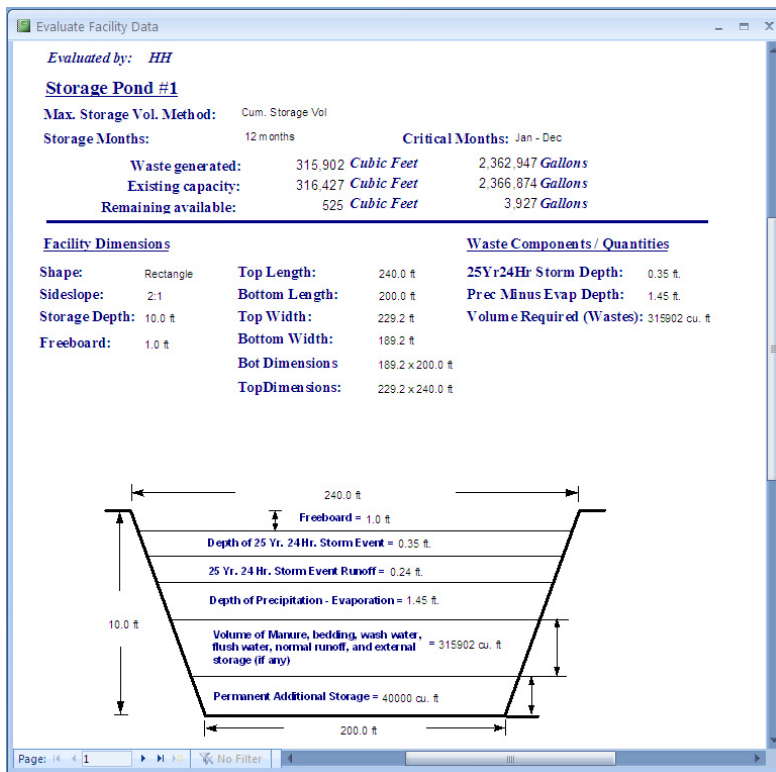 Evaluate Facility Data
Evaluated by: HH
Storage Pond #1
Max. Storage Vol. Method: Cum. Storage Vol
Storage Months: 12 months Critical Months: Jan - Dec
Waste generated: 315,902 Cubic Feet 2,362,947 Gallons
Existing capacity: 316,427 Cubic Feet 2,366,874 Gallons
Remaining available: 525 Cubic Feet 3,927 Gallons
Facility Dimensions Waste Components / Quantities
Shape: Rectangle Top Length: 240.0 ft 25Yr24Hr Storm Depth: 0.35 ft.
Sideslope: 2:1 Bottom Length: 200.0 ft Prec Minus Evap Depth: 1.45 ft.
Storage Depth: 10.0 ft Top Width: 229.2 ft Volume Required (Wastes): 315902 cu. ft
Freeboard: 1.0 ft Bottom Width: 189.2 ft
Bot Dimensions 189.2 x 200.0 ft
TopDimensions: 229.2 x 240.0 ft
240.0 ft
Freeboard = 1.0 ft
Depth of 25 Yr. 24Hr. Storm Event = 0.35 ft.
25 Yr. 24 Hr. Storm Event Runoff = 0.24 ft.
Depth of Precipitation - Evaporation = 1.45 ft.
10.0 ft
Volume of Manure, bedding, wash water,
flush water, normal runoff, and external = 315902 cu. ft
storage (if any)
Permanent Additional Storage = 40000 cu. ft
200.0 ft
Page: 1 No Filter